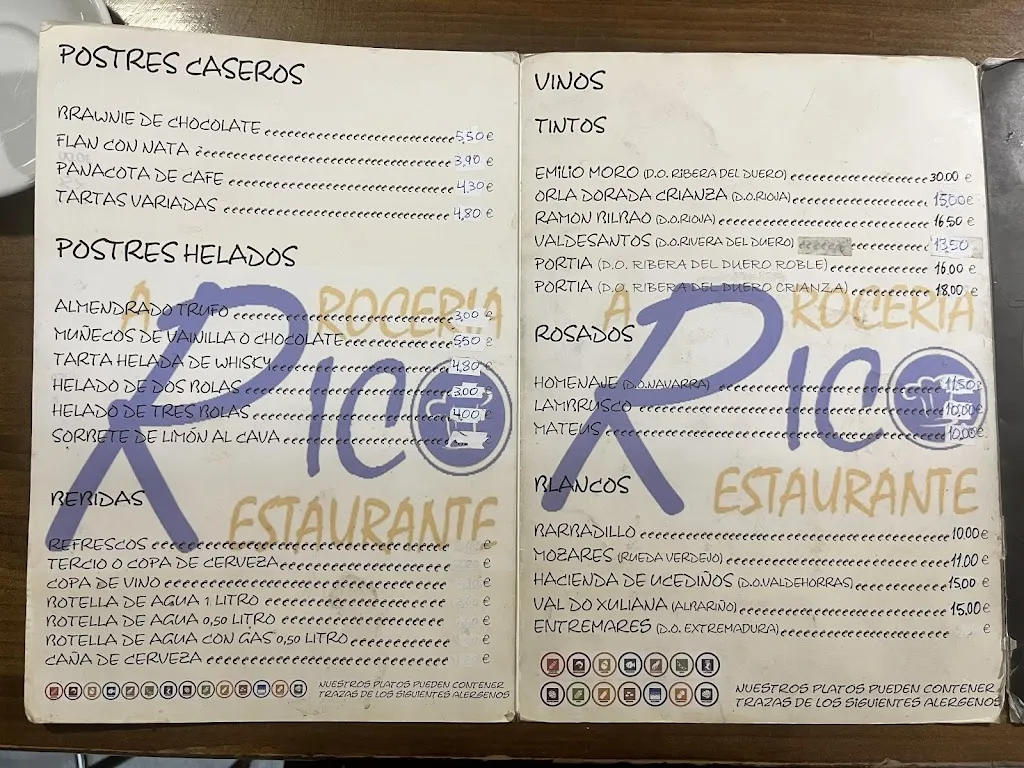 POSTRES CASEROS
BRAWNIE DE CHOCOLATE 5,50 €
FLAN CON NATA 3,90 €
PANACOTA DE CAFE 4,30 €
TARTAS VARIADAS 4,80 €
POSTRES HELADOS
ALMENDRADO TRUFO 3,00
MUÑECOS DE VAINILLA O CHOCOLATE 5,50 €
TARTA HELADA DE WHISKY 4,80
HELADO DE DOS BOLAS 3,00
HELADO DE TRES BOLAS 4,00
SORBETE DE LIMÓN AL CAVA
ARROCERIA
RICO
RESTAURANTE
BEBIDAS
REFRESCOS €
TERCIO O COPA DE CERVEZA €
COPA DE VINO €
BOTELLA DE AGUA 1 LITRO €
BOTELLA DE AGUA 0,50 LITRO €
BOTELLA DE AGUA CON GAS 0,50 LITRO €
CAÑA DE CERVEZA €
NUESTROS PLATOS PUEDEN CONTENER
TRAZAS DE LOS SIGUIENTES ALERGENOS
VINOS
TINTOS
EMILIO MORO (D.O. RIBERA DEL DUERO) 30.00 €
ORLA DORADA CRIANZA (D.O.RIOJA) 15,00€
RAMON BILBAO (D.O.RIOJA) 16.50 €
VALDESANTOS (D.O.RIVERA DEL DUERO) 13,50
PORTIA (D.O. RIBERA DEL DUERO ROBLE) 16.00 €
PORTIA (D.O. RIBERA DEL DUERO CRIANZA) 18.00 €
ARROCERIA
RICO
RESTAURANTE
ROSADOS
HOMENAJE (D.O.NAVARRA) 11,50 €
LAMBRUSCO 10,00€
MATEUS 10,00€
BLANCOS
BARBADILLO 10.00€
MOZARES (RUEDA VERDEJO) 11.00 €
HACIENDA DE UCEDIÑOS (D.O.VALDEHORRAS) 15,00 €
VAL DO XULIANA (ALBARIÑO) 15.00€
ENTREMARES (D.O. EXTREMADURA) €
NUESTROS PLATOS PUEDEN CONTENER
TRAZAS DE LOS SIGUIENTES ALERGENOS